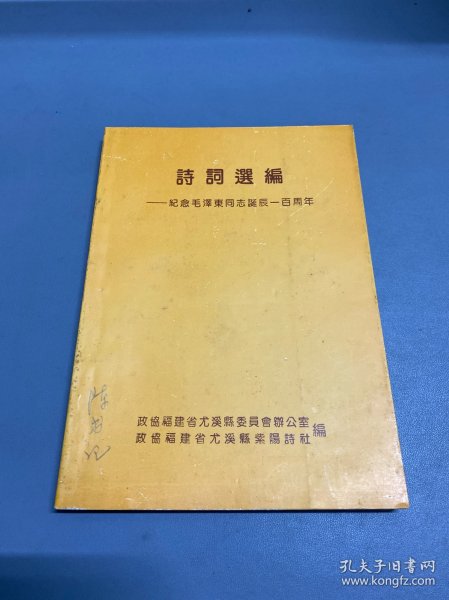 詩詞選編
——紀念毛澤東同志誕辰一百周年
政協福建省尤溪縣委員會辦公室
政協福建省尤溪縣紫陽詩社
編
孔夫子旧书网
www.kongfz.com